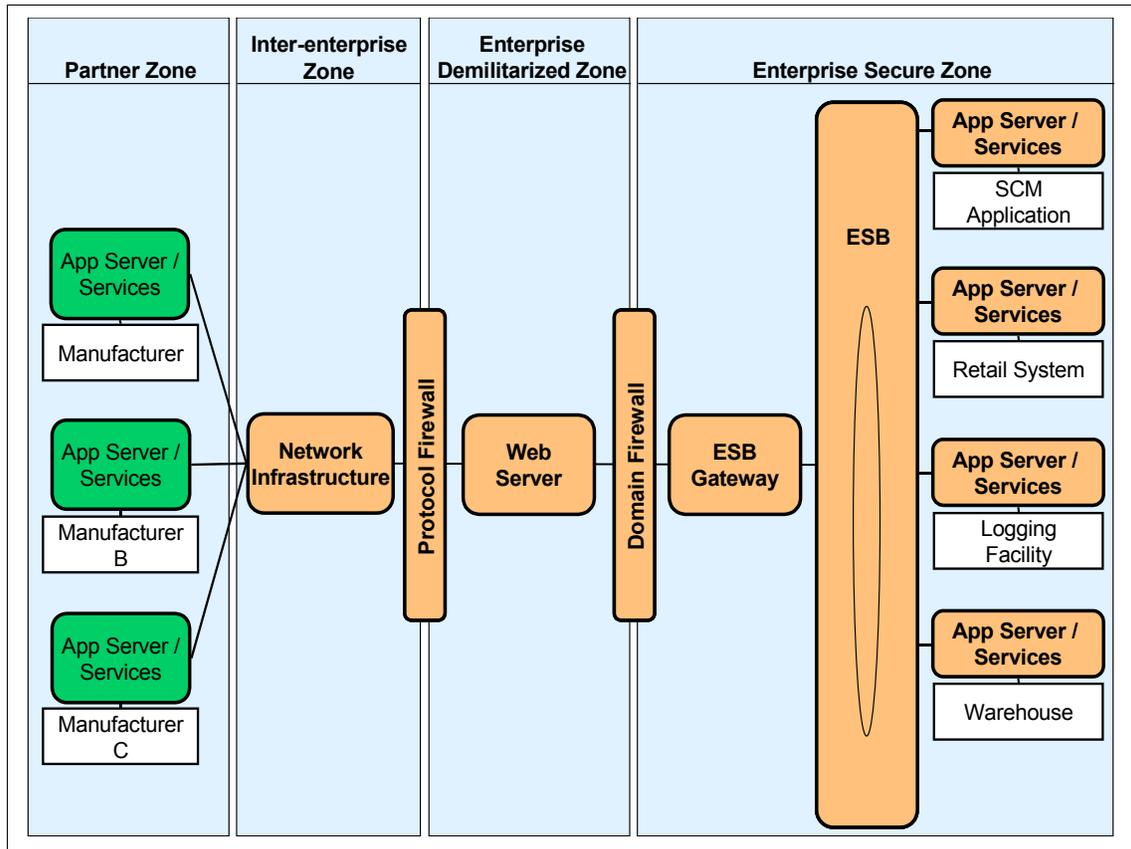 Partner Zone
Inter-enterprise
Zone
Enterprise
Demilitarized Zone
Enterprise Secure Zone
App Server /
Services
Manufacturer
App Server /
Services
Manufacturer
B
App Server /
Services
Manufacturer
C
Network
Infrastructure
Protocol Firewall
Web
Server
Domain Firewall
ESB
Gateway
ESB
App Server /
Services
SCM
Application
App Server /
Services
Retail System
App Server /
Services
Logging
Facility
App Server /
Services
Warehouse